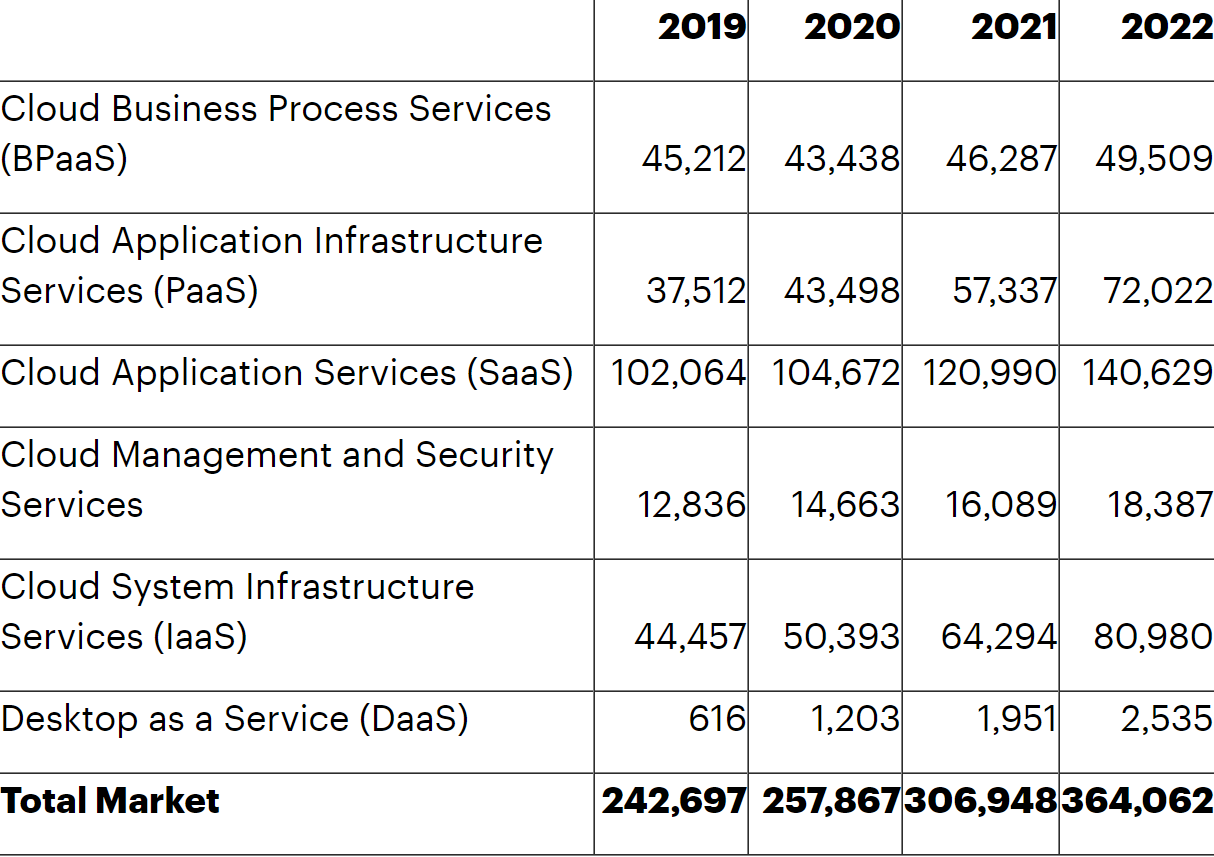 2019 2020 2021 2022
Cloud Business Process Services
(BPaaS) 45,212 43,438 46,287 49,509
Cloud Application Infrastructure
Services (PaaS) 37,512 43,498 57,337 72,022
Cloud Application Services (SaaS) 102,064 104,672 120,990 140,629
Cloud Management and Security
Services 12,836 14,663 16,089 18,387
Cloud System Infrastructure
Services (IaaS) 44,457 50,393 64,294 80,980
Desktop as a Service (DaaS) 616 1,203 1,951 2,535
Total Market 242,697 257,867 306,948 364,062